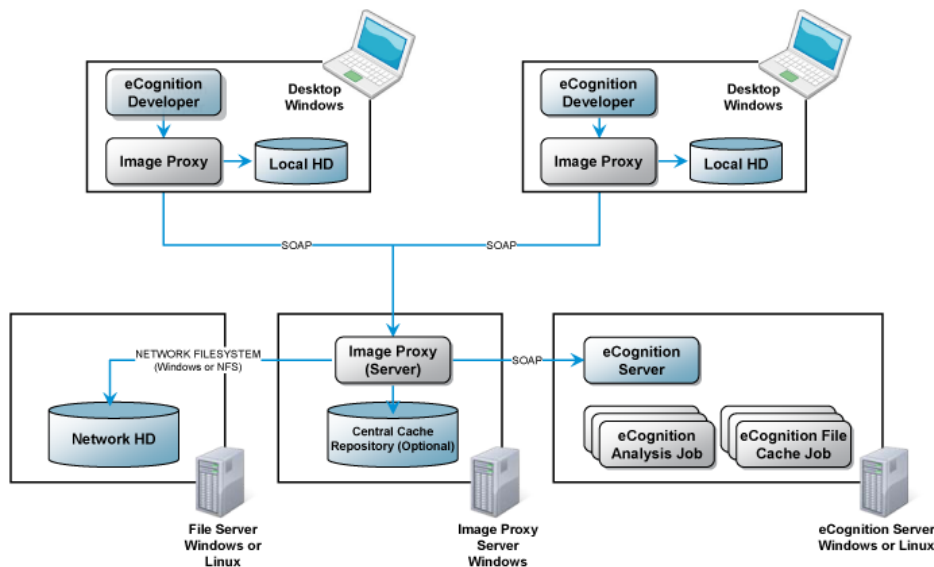 eCognition
Developer
Desktop
Windows
Image Proxy
Local HD
eCognition
Developer
Desktop
Windows
Image Proxy
Local HD
SOAP
SOAP
NETWORK FILESYSTEM
(Windows or NFS)
Network HD
File Server
Windows or
Linux
Image Proxy
(Server)
Central Cache
Repository (Optional)
Image Proxy
Server
Windows
SOAP
eCognition
Server
eCognition
Analysis Job
eCognition File
Cache Job
eCognition Server
Windows or Linux